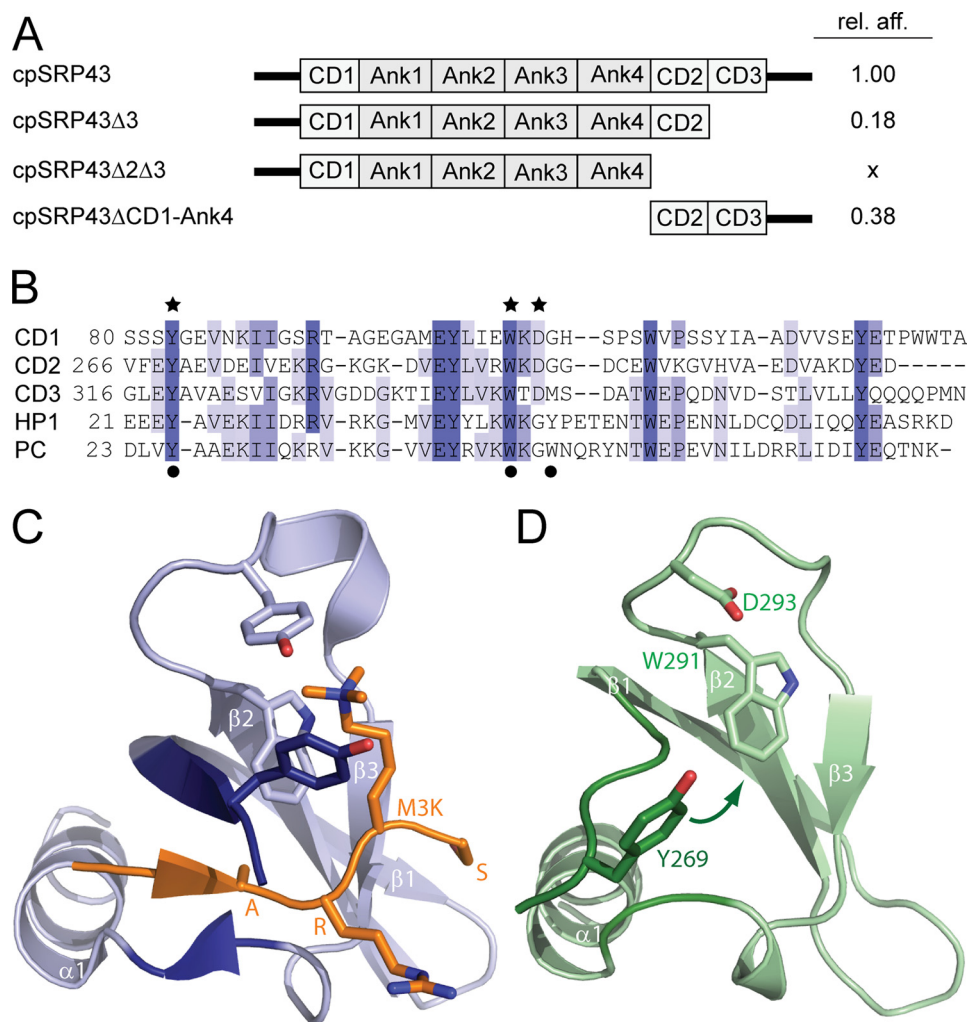 A
rel. aff.
cpSRP43 CD1 Ank1 Ank2 Ank3 Ank4 CD2 CD3 1.00
cpSRP43Δ3 CD1 Ank1 Ank2 Ank3 Ank4 CD2 0.18
cpSRP43Δ2Δ3 CD1 Ank1 Ank2 Ank3 Ank4 x
cpSRP43ΔCD1-Ank4 CD2 CD3 0.38
B
CD1 80 SSSYGEVNKIIGSRT-AGEGAMEYLIEWKDGH--SPSWVPSSYIA-ADVVSEYETPWWTA
CD2 266 VFEYAEVDEIVEKRG-KGK-DVEYLVRWKDGG--DCEWVKGVHVA-EDVAKDYED-----
CD3 316 GLEYAVAESVIGKRVGDDGKTIEYLVKWTDMS--DATWEPQDNVD-STLVLLYQQQQPMN
HP1 21 EEEY-AVEKIIDRRV-RKG-MVEYYLKWKGYPETENTWEPENNLDCQDLIQQYEASRKD
PC 23 DLVY-AAEKIIQKRV-KKG-VVEYRVKWKGWNQRYNTWEPEVNILDRRLIDIYEQTNK-
C
D
D293
W291
β1
β2
β2
β3
M3K
β3
S
A
R
β1
Y269
α1
α1